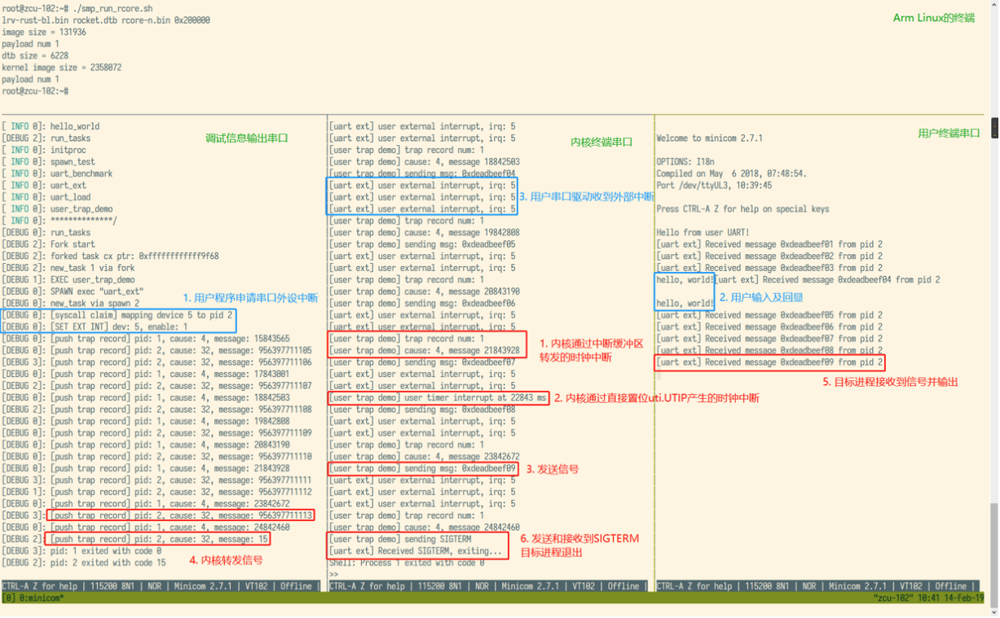 root@zcu-102:~# ./smp_run_rcore.sh
lrv-rust-bl.bin rocket.dtb rcore-n.bin 0x200000
image size = 131936
payload num 1
dtb size = 6228
kernel image size = 2358072
payload num 1
root@zcu-102:~#
Arm Linux的终端
[ INFO 0]: hello_world
[DEBUG 2]: run_tasks
[ INFO 0]: initproc
[ INFO 0]: spawn_test
[ INFO 0]: uart_benchmark
[ INFO 0]: uart_ext
[ INFO 0]: uart_load
[ INFO 0]: user_trap_demo
[ INFO 0]: **************/
[DEBUG 0]: run_tasks
[DEBUG 2]: Fork start
[DEBUG 2]: forked task cx ptr: 0xffffffffffff9f68
[DEBUG 2]: new_task 1 via fork
[DEBUG 1]: EXEC user_trap_demo
[DEBUG 0]: SPAWN exec "uart_ext"
[DEBUG 0]: new_task via spawn 2
[DEBUG 0]: [syscall claim] mapping device 5 to pid 2
[DEBUG 0]: [SET EXT INT] dev: 5, enable: 1
[DEBUG 0]: [push trap record] pid: 1, cause: 4, message: 15843565
[DEBUG 0]: [push trap record] pid: 2, cause: 32, message: 956397711105
[DEBUG 3]: [push trap record] pid: 2, cause: 32, message: 956397711106
[DEBUG 0]: [push trap record] pid: 1, cause: 4, message: 17843001
[DEBUG 2]: [push trap record] pid: 2, cause: 32, message: 956397711107
[DEBUG 0]: [push trap record] pid: 1, cause: 4, message: 18842503
[DEBUG 2]: [push trap record] pid: 2, cause: 32, message: 956397711108
[DEBUG 0]: [push trap record] pid: 1, cause: 4, message: 19842808
[DEBUG 0]: [push trap record] pid: 2, cause: 32, message: 956397711109
[DEBUG 0]: [push trap record] pid: 1, cause: 4, message: 20843190
[DEBUG 0]: [push trap record] pid: 2, cause: 32, message: 956397711110
[DEBUG 0]: [push trap record] pid: 1, cause: 4, message: 21843928
[DEBUG 3]: [push trap record] pid: 2, cause: 32, message: 956397711111
[DEBUG 1]: [push trap record] pid: 2, cause: 32, message: 956397711112
[DEBUG 0]: [push trap record] pid: 1, cause: 4, message: 23842672
[DEBUG 3]: [push trap record] pid: 2, cause: 32, message: 956397711113
[DEBUG 0]: [push trap record] pid: 1, cause: 4, message: 24842460
[DEBUG 2]: [push trap record] pid: 2, cause: 32, message: 15
[DEBUG 3]: pid: 1 exited with code 0
[DEBUG 2]: pid: 2 exited with code 15
调试信息输出串口
1. 用户程序申请串口外设中断
4. 内核转发信号
CTRL-A Z for help | 115200 8N1 | NOR | Minicom 2.7.1 | VT102 | Offline |
[uart ext] user external interrupt, irq: 5
[uart ext] user external interrupt, irq: 5
[user trap demo] trap record num: 1
[user trap demo] cause: 4, message 18842503
[user trap demo] sending msg: 0xdeadbeef04
[uart ext] user external interrupt, irq: 5
[uart ext] user external interrupt, irq: 5
[uart ext] user external interrupt, irq: 5
[user trap demo] trap record num: 1
[user trap demo] cause: 4, message 19842808
[user trap demo] sending msg: 0xdeadbeef05
[uart ext] user external interrupt, irq: 5
[uart ext] user external interrupt, irq: 5
[user trap demo] trap record num: 1
[user trap demo] cause: 4, message 20843190
[user trap demo] sending msg: 0xdeadbeef06
[uart ext] user external interrupt, irq: 5
[uart ext] user external interrupt, irq: 5
[user trap demo] trap record num: 1
[user trap demo] cause: 4, message 21843928
[user trap demo] sending msg: 0xdeadbeef07
[uart ext] user external interrupt, irq: 5
[uart ext] user external interrupt, irq: 5
[user trap demo] user timer interrupt at 22843 ms
[user trap demo] sending msg: 0xdeadbeef08
[uart ext] user external interrupt, irq: 5
[uart ext] user external interrupt, irq: 5
[user trap demo] trap record num: 1
[user trap demo] cause: 4, message 23842672
[user trap demo] sending msg: 0xdeadbeef09
[uart ext] user external interrupt, irq: 5
[uart ext] user external interrupt, irq: 5
[uart ext] user external interrupt, irq: 5
[user trap demo] trap record num: 1
[user trap demo] cause: 4, message 24842460
[user trap demo] sending SIGTERM
[uart ext] Received SIGTERM, exiting...
Shell: Process 1 exited with code 0
>>
内核终端串口
3. 用户串口驱动收到外部中断
1. 内核通过中断缓冲区
转发的时钟中断
2. 内核通过直接置位uti.UTIP产生的时钟中断
3. 发送信号
6. 发送和接收到SIGTERM
目标进程退出
CTRL-A Z for help | 115200 8N1 | NOR | Minicom 2.7.1 | VT102 | Offline |
用户终端串口
Welcome to minicom 2.7.1
OPTIONS: I18n
Compiled on May  6 2018, 07:48:54.
Port /dev/ttyUL3, 10:39:45
Press CTRL-A Z for help on special keys
Hello from user UART!
[uart ext] Received message 0xdeadbeef01 from pid 2
[uart ext] Received message 0xdeadbeef02 from pid 2
[uart ext] Received message 0xdeadbeef03 from pid 2
hello, world![uart ext] Received message 0xdeadbeef04 from pid 2
2. 用户输入及回显
hello, world!
[uart ext] Received message 0xdeadbeef05 from pid 2
[uart ext] Received message 0xdeadbeef06 from pid 2
[uart ext] Received message 0xdeadbeef07 from pid 2
[uart ext] Received message 0xdeadbeef08 from pid 2
[uart ext] Received message 0xdeadbeef09 from pid 2
5. 目标进程接收到信号并输出
CTRL-A Z for help | 115200 8N1 | NOR | Minicom 2.7.1 | VT102 | Offline |
[0] 0:minicom*
"zcu-102" 10:41 14-Feb-19